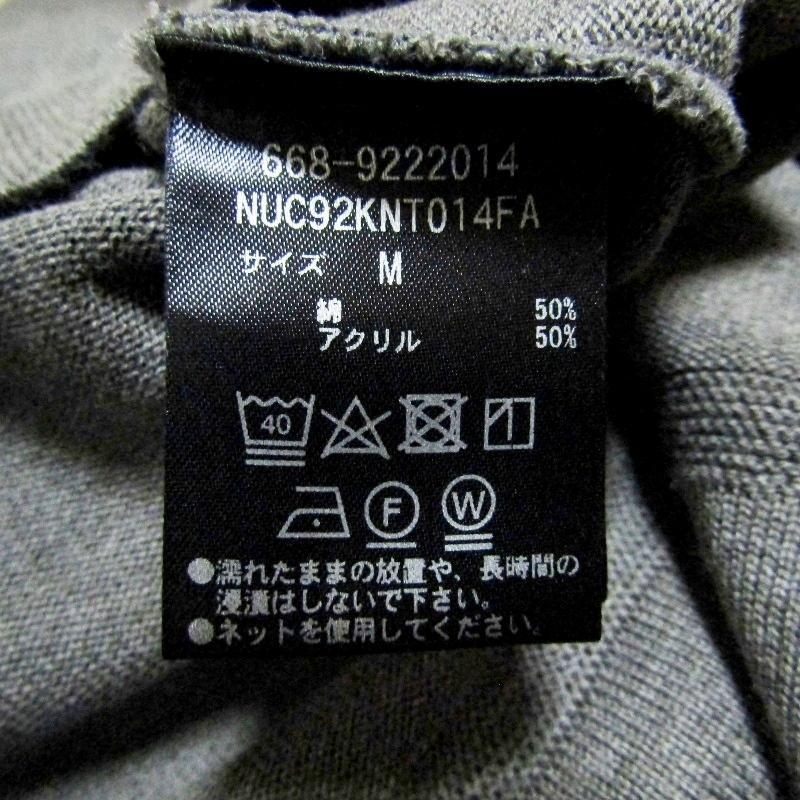 668-9222014
NUC92KNT014FA
サイズ M
綿 50%
アクリル 50%
40
F W
●濡れたままの放置や、長時間の
浸漬はしないで下さい。
●ネットを使用してください。